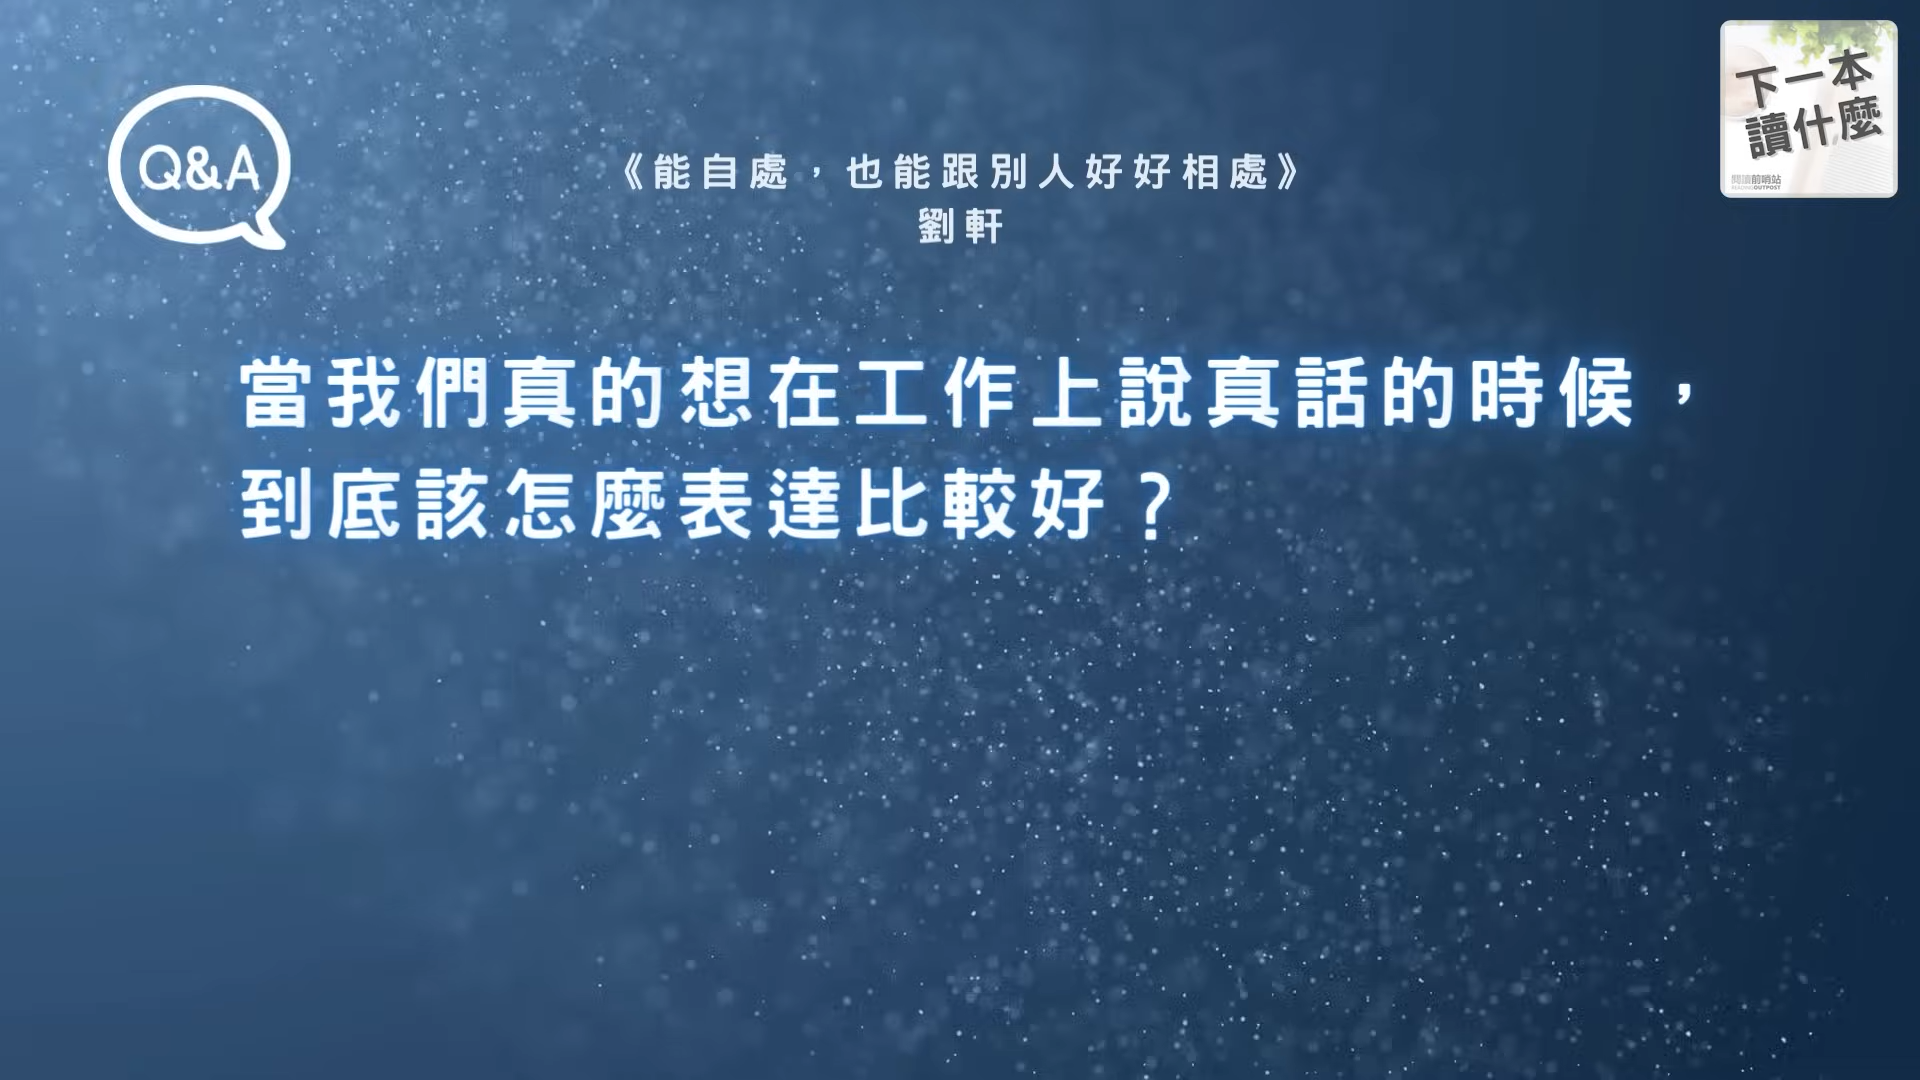 Q&A
《能自處，也能跟別人好好相處》
劉軒
下一本
讀什麼
閱讀前哨站
READING OUTPOST
當我們真的想在工作上說真話的時候，
到底該怎麼表達比較好？